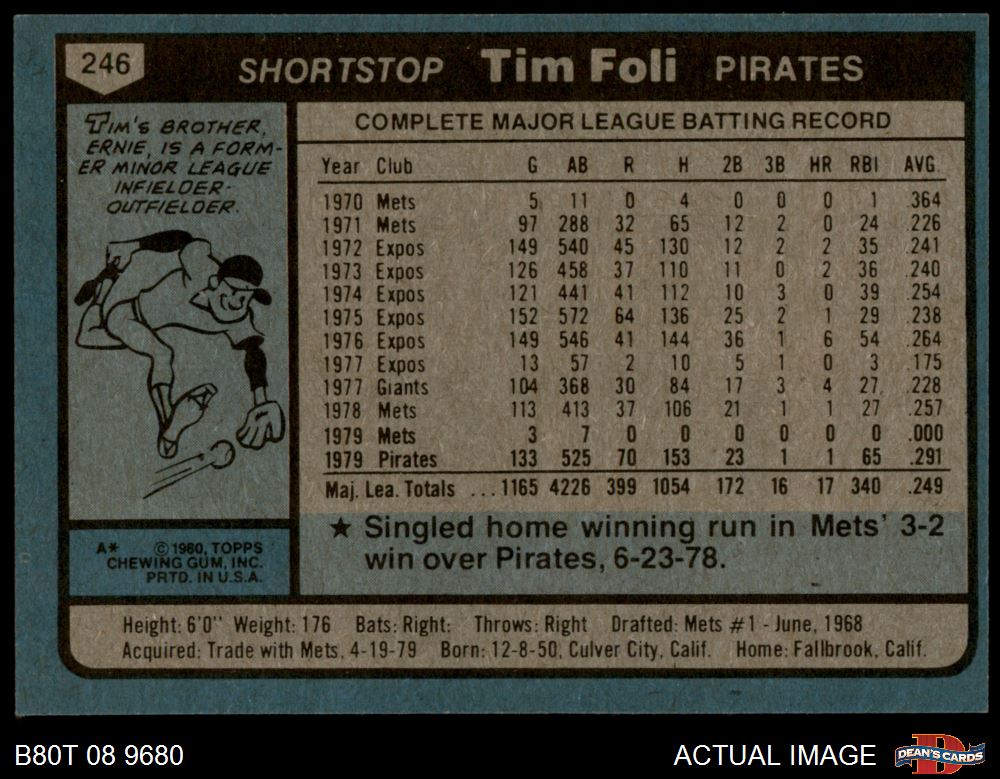 246
SHORTSTOP Tim Foli PIRATES
TIM'S BROTHER,
ERNIE, IS A FORM-
ER MINOR LEAGUE
INFIELDER-
OUTFIELDER.
COMPLETE MAJOR LEAGUE BATTING RECORD
Year Club G AB R H 2B 3B HR RBI AVG.
1970 Mets 5 11 0 4 0 0 0 1 .364
1971 Mets 97 288 32 65 12 2 0 24 .226
1972 Expos 149 540 45 130 12 2 2 35 .241
1973 Expos 126 458 37 110 11 0 2 36 .240
1974 Expos 121 441 41 112 10 3 0 39 .254
1975 Expos 152 572 64 136 25 2 1 29 .238
1976 Expos 149 546 41 144 36 1 6 54 .264
1977 Expos 13 57 2 10 5 1 0 3 .175
1977 Giants 104 368 30 84 17 3 4 27 .228
1978 Mets 113 413 37 106 21 1 1 27 .257
1979 Mets 3 7 0 0 0 0 0 0 .000
1979 Pirates 133 525 70 153 23 1 1 65 .291
Maj. Lea. Totals ...1165 4226 399 1054 172 16 17 340 .249
★ Singled home winning run in Mets' 3-2
win over Pirates, 6-23-78.
A* © 1980, TOPPS
CHEWING GUM, INC.
PRTD. IN U.S.A.
Height: 6'0" Weight: 176 Bats: Right Throws: Right Drafted: Mets #1 - June, 1968
Acquired: Trade with Mets, 4-19-79 Born: 12-8-50, Culver City, Calif. Home: Fallbrook, Calif.
B80T 08 9680
ACTUAL IMAGE
DEAN'S CARDS